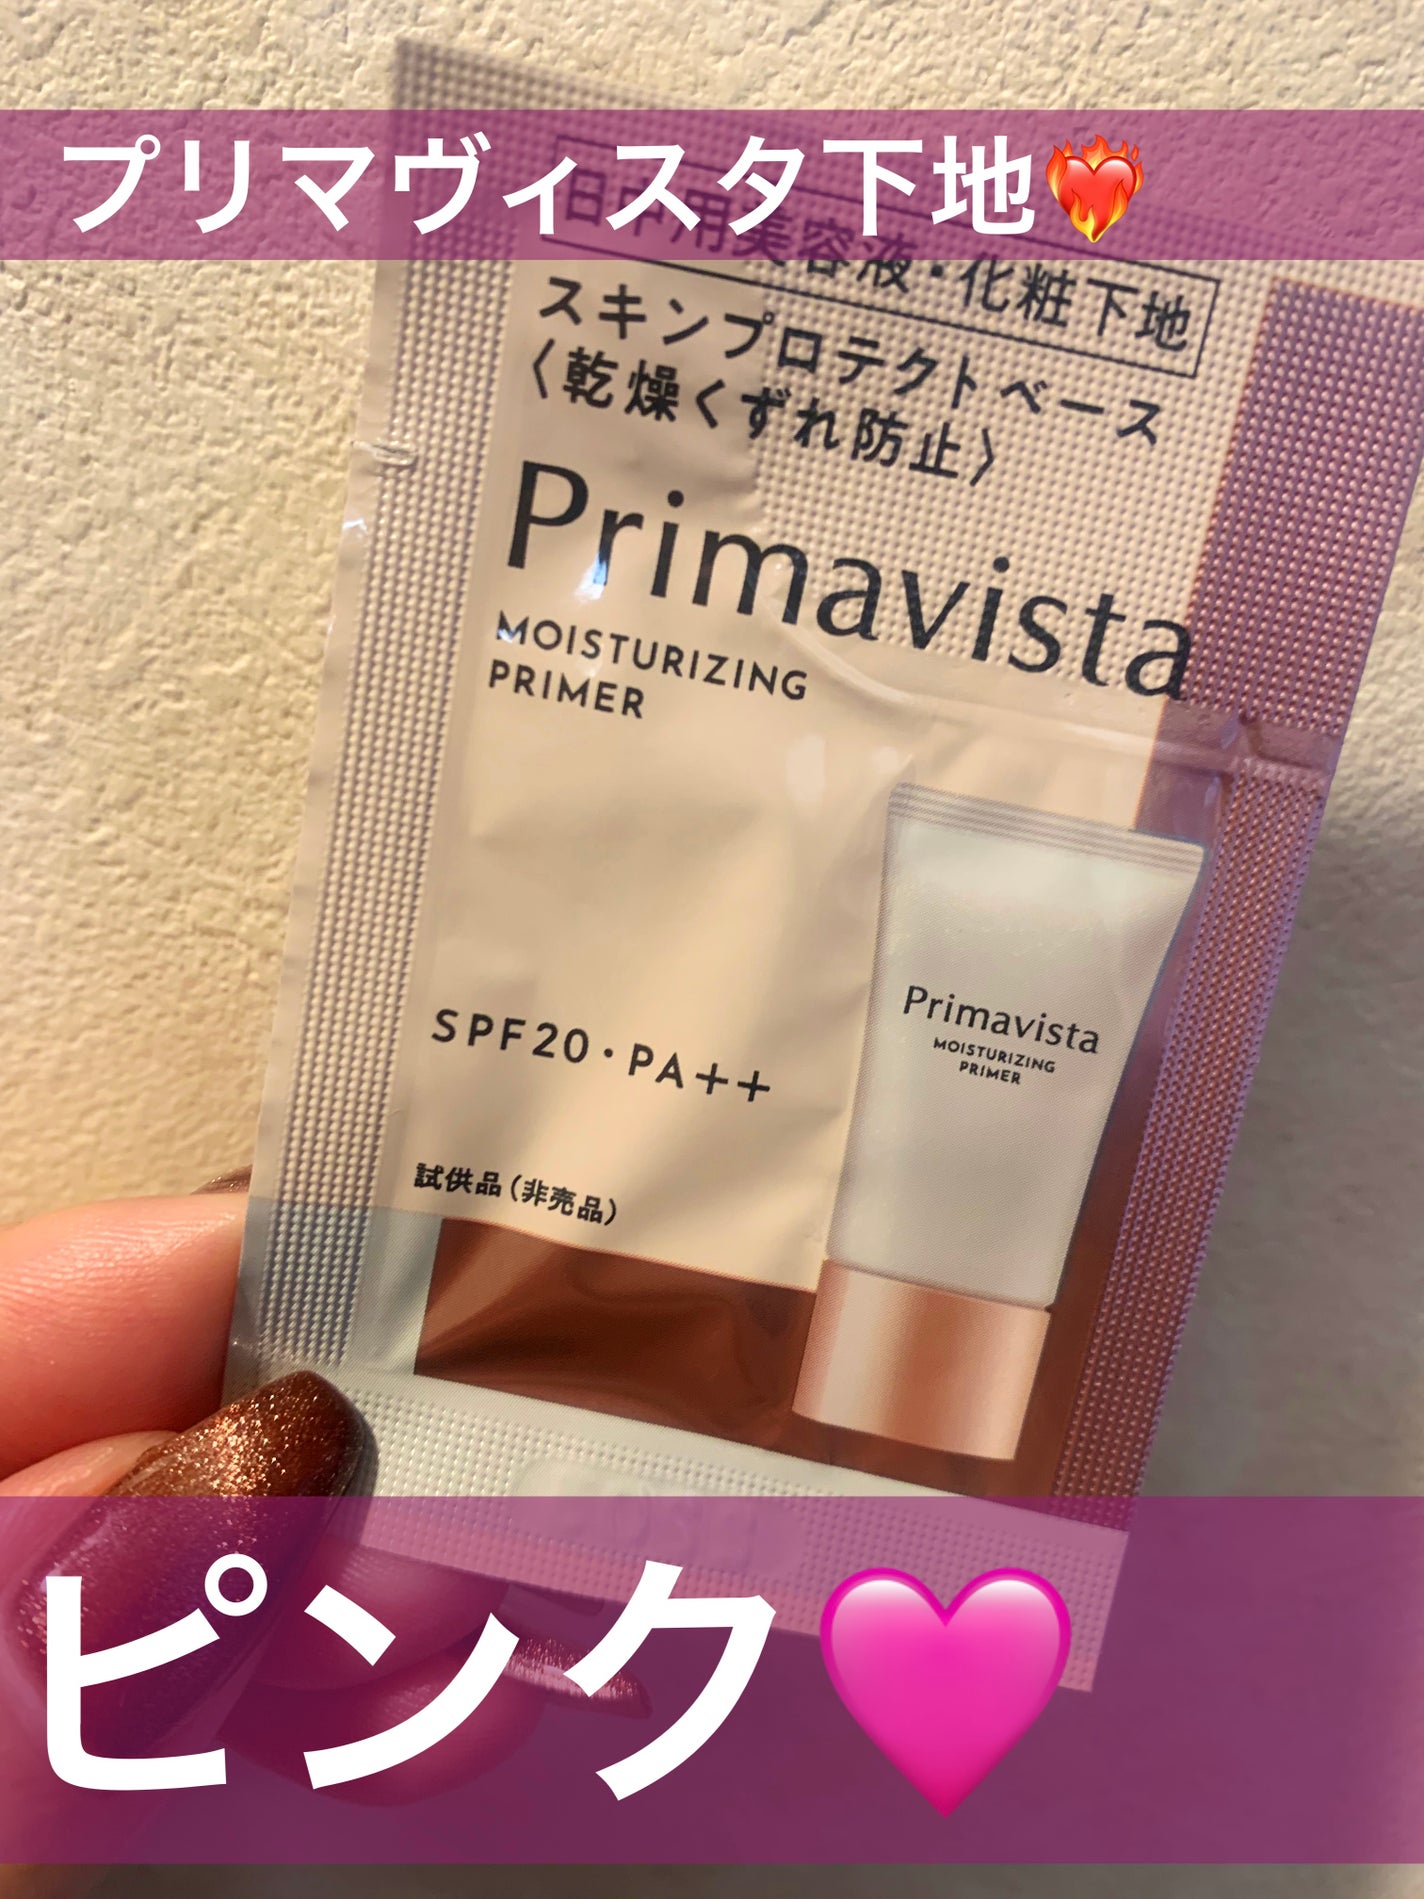 プリマヴィスタ下地❤️‍🔥
日中用美容液・化粧下地
スキンプロテクトベース
〈乾燥くずれ防止〉
Primavista
MOISTURIZING
PRIMER
Primavista
MOISTURIZING
PRIMER
SPF20・PA++
試供品(非売品)
ピンク🩷